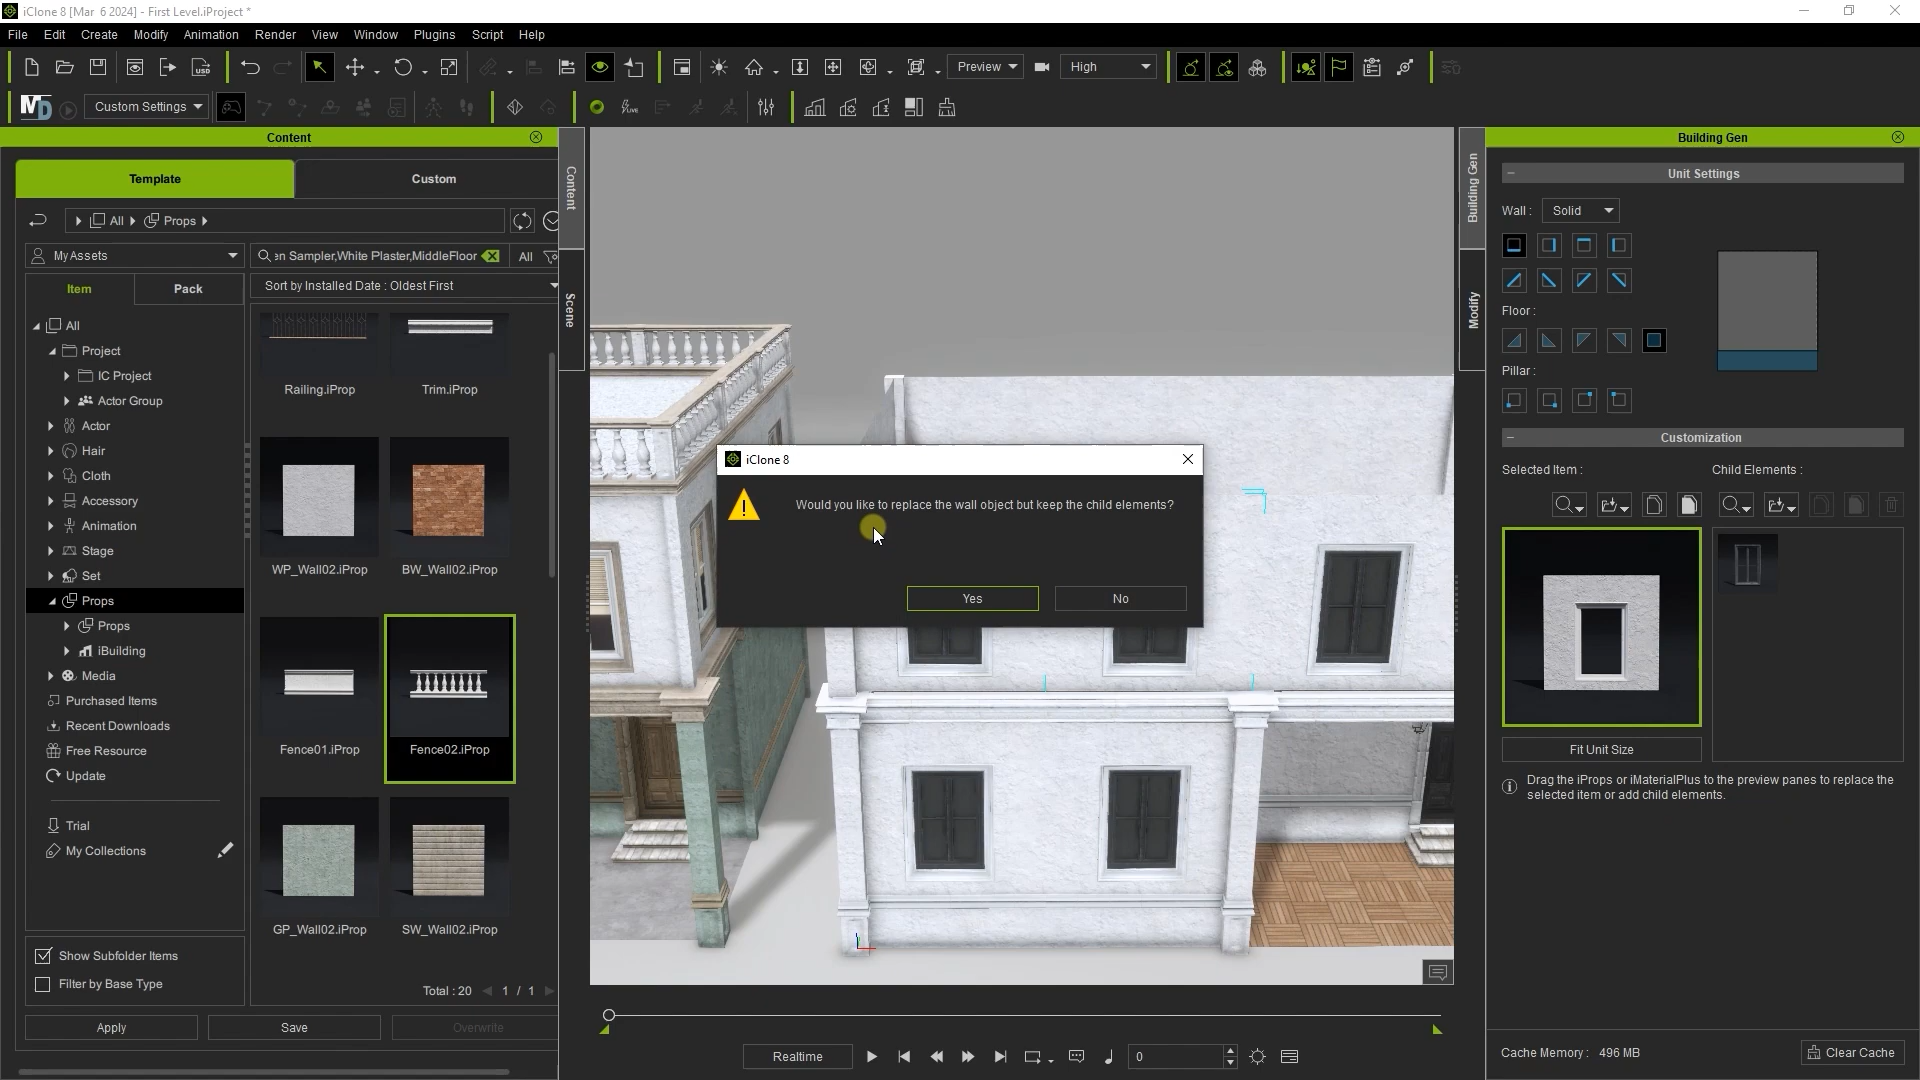 iClone 8 [Mar 6 2024] - First Level.iProject *
File Edit Create Modify Animation Render View Window Plugins Script Help
USD
Preview
High
MD
Custom Settings
LIVE
Content
Template
Custom
All
Props
MyAssets
en Sampler,White Plaster,MiddleFloor
All
Item
Pack
Sort by Installed Date : Oldest First
All
Project
IC Project
Actor Group
Actor
Hair
Cloth
Accessory
Animation
Stage
Set
Props
Props
iBuilding
Media
Purchased Items
Recent Downloads
Free Resource
Update
Trial
My Collections
Show Subfolder Items
Filter by Base Type
Railing.iProp
Trim.iProp
WP_Wall02.iProp
BW_Wall02.iProp
Fence01.iProp
Fence02.iProp
GP_Wall02.iProp
SW_Wall02.iProp
Total : 20
1 / 1
Apply
Save
Overwrite
Content
Scene
iClone 8
Would you like to replace the wall object but keep the child elements?
Yes
No
Realtime
0
Building Gen
Modify
Building Gen
Unit Settings
Wall :
Solid
Floor :
Pillar :
Customization
Selected Item :
Child Elements :
Fit Unit Size
Drag the iProps or iMaterialPlus to the preview panes to replace the
selected item or add child elements.
Cache Memory : 496 MB
Clear Cache